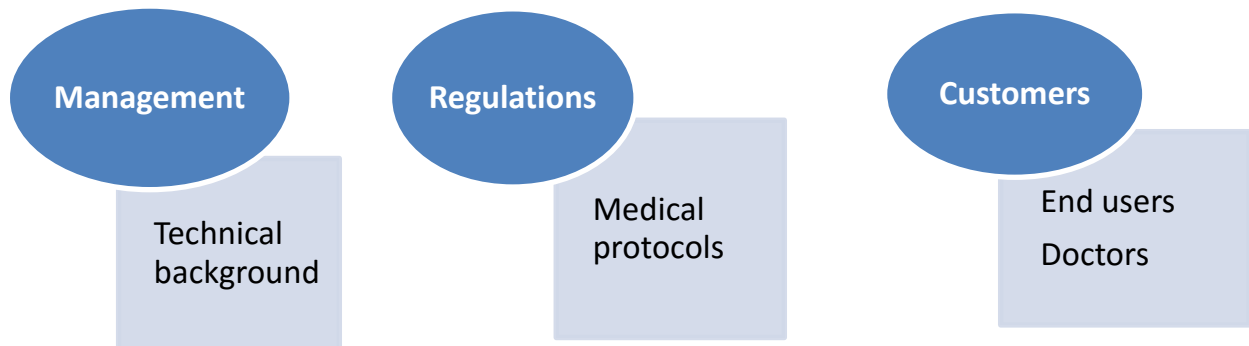 Management
Technical
background
Regulations
Medical
protocols
Customers
End users
Doctors